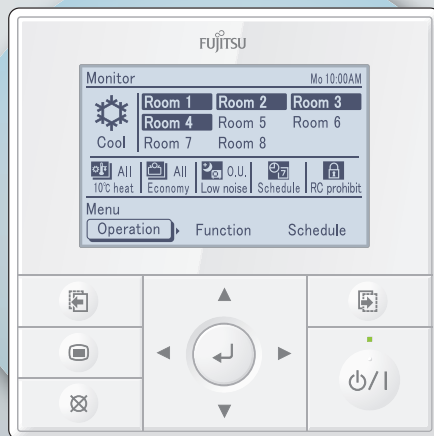 FUJITSU
Monitor Mo 10:00AM
Room 1 Room 2 Room 3
Room 4 Room 5 Room 6
Cool Room 7 Room 8
All All O.U.
10°C heat Economy Low noise Schedule RC prohibit
Menu
Operation Function Schedule